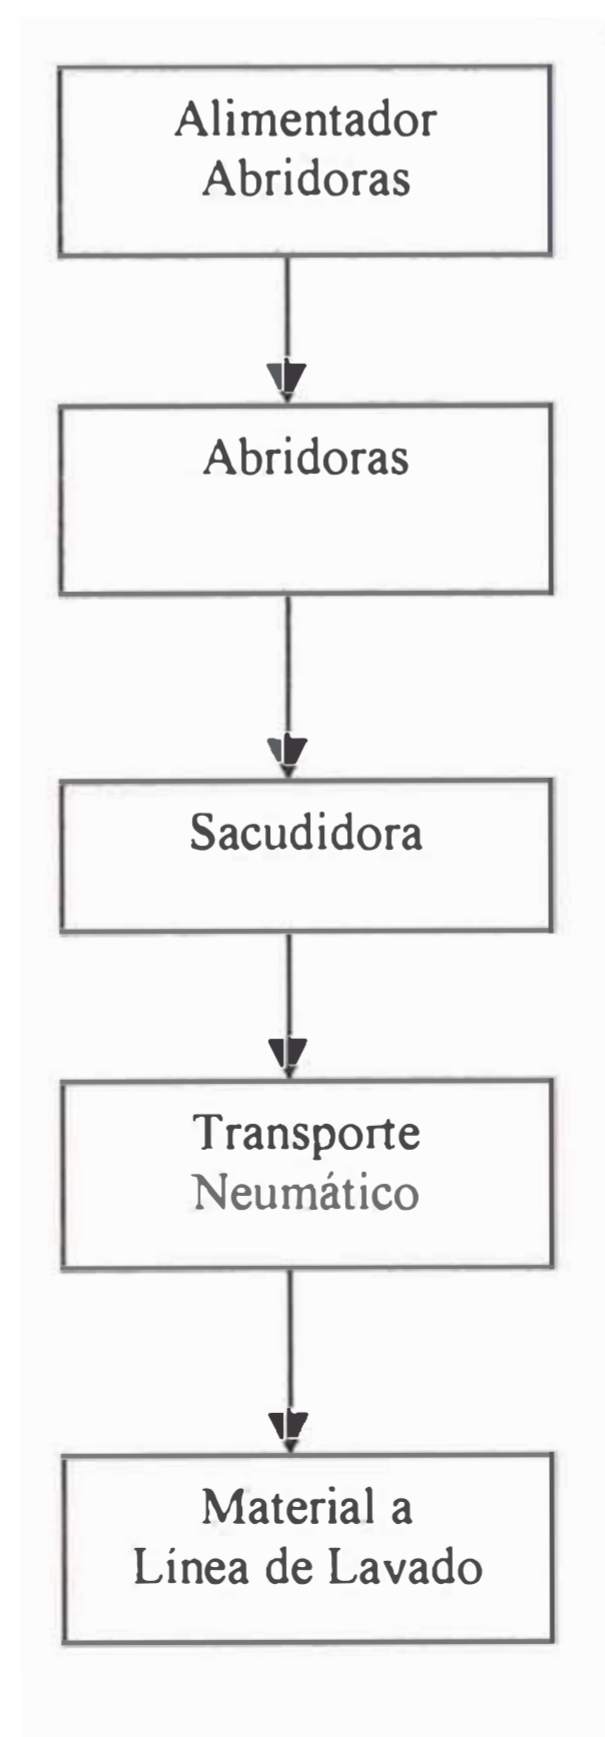 Alimentador
Abridoras
Abridoras
Sacudidora
Transporte
Neumático
Material a
Línea de Lavado